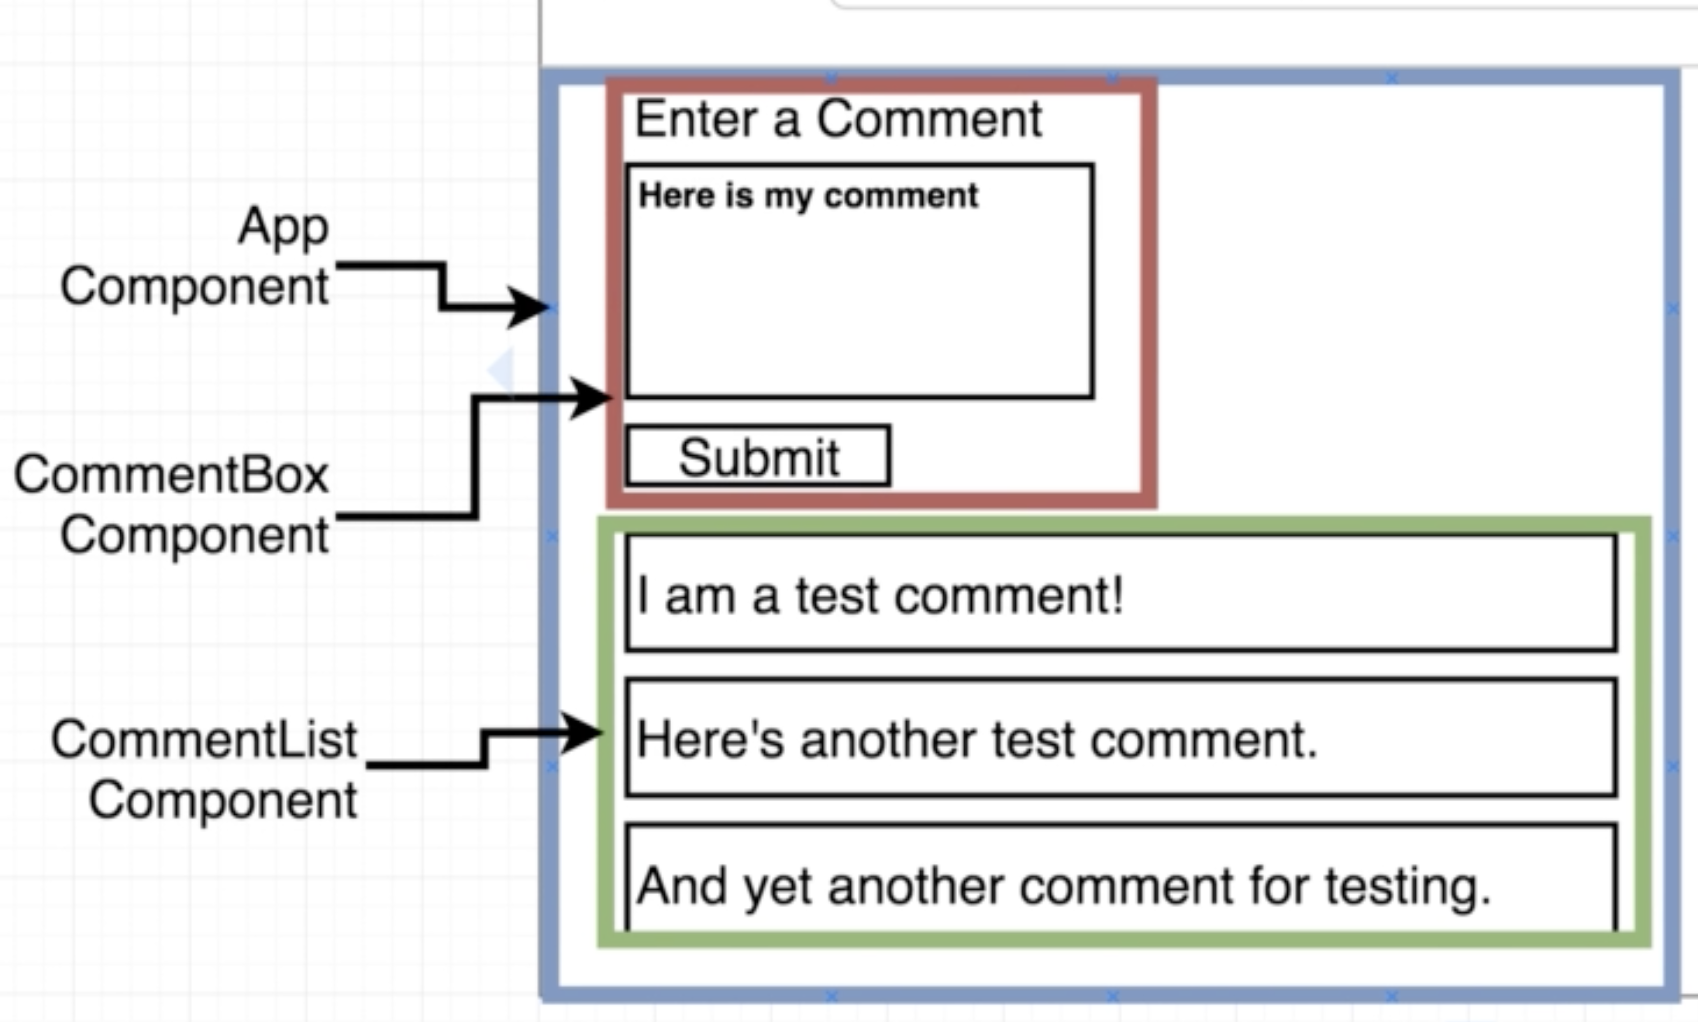 App
Component
CommentBox
Component
CommentList
Component
Enter a Comment
Here is my comment
Submit
I am a test comment!
Here's another test comment.
And yet another comment for testing.